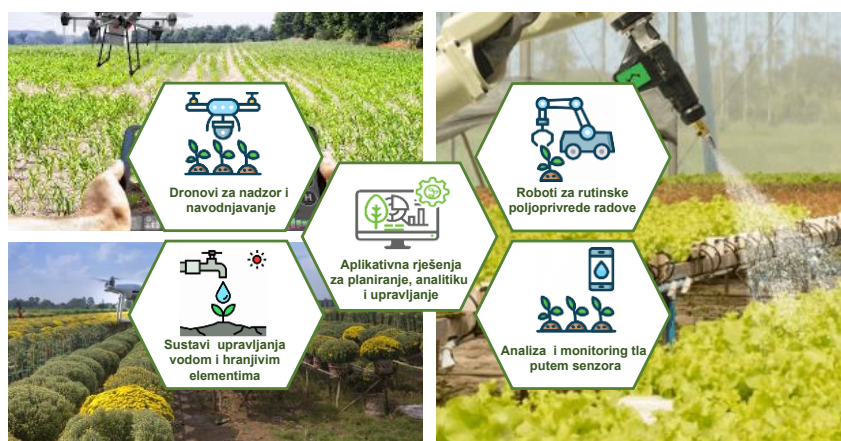 Dronovi za nadzor i
navodnjavanje
Roboti za rutinske
poljoprivrede radove
Aplikativna rješenja
za planiranje, analitiku
i upravljanje
Sustavi  upravljanja
vodom i hranjivim
elementima
Analiza  i monitoring tla
putem senzora